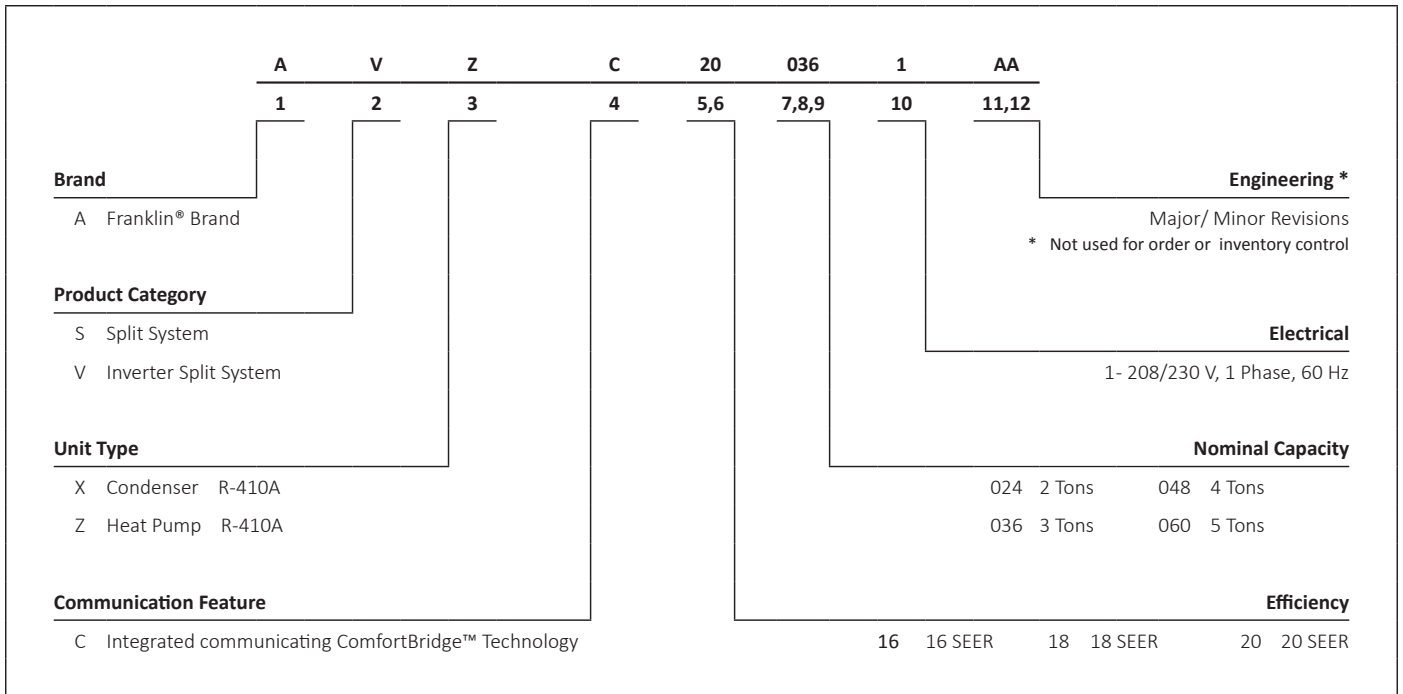 A V Z C 20 036 1 AA
1 2 3 4 5,6 7,8,9 10 11,12
Brand
A Franklin® Brand
Engineering *
Major/ Minor Revisions
* Not used for order or inventory control
Product Category
S Split System
V Inverter Split System
Electrical
1- 208/230 V, 1 Phase, 60 Hz
Unit Type
X Condenser R-410A
Z Heat Pump R-410A
Nominal Capacity
024 2 Tons 048 4 Tons
036 3 Tons 060 5 Tons
Communication Feature
C Integrated communicating ComfortBridge™ Technology
Efficiency
16 16 SEER 18 18 SEER 20 20 SEER